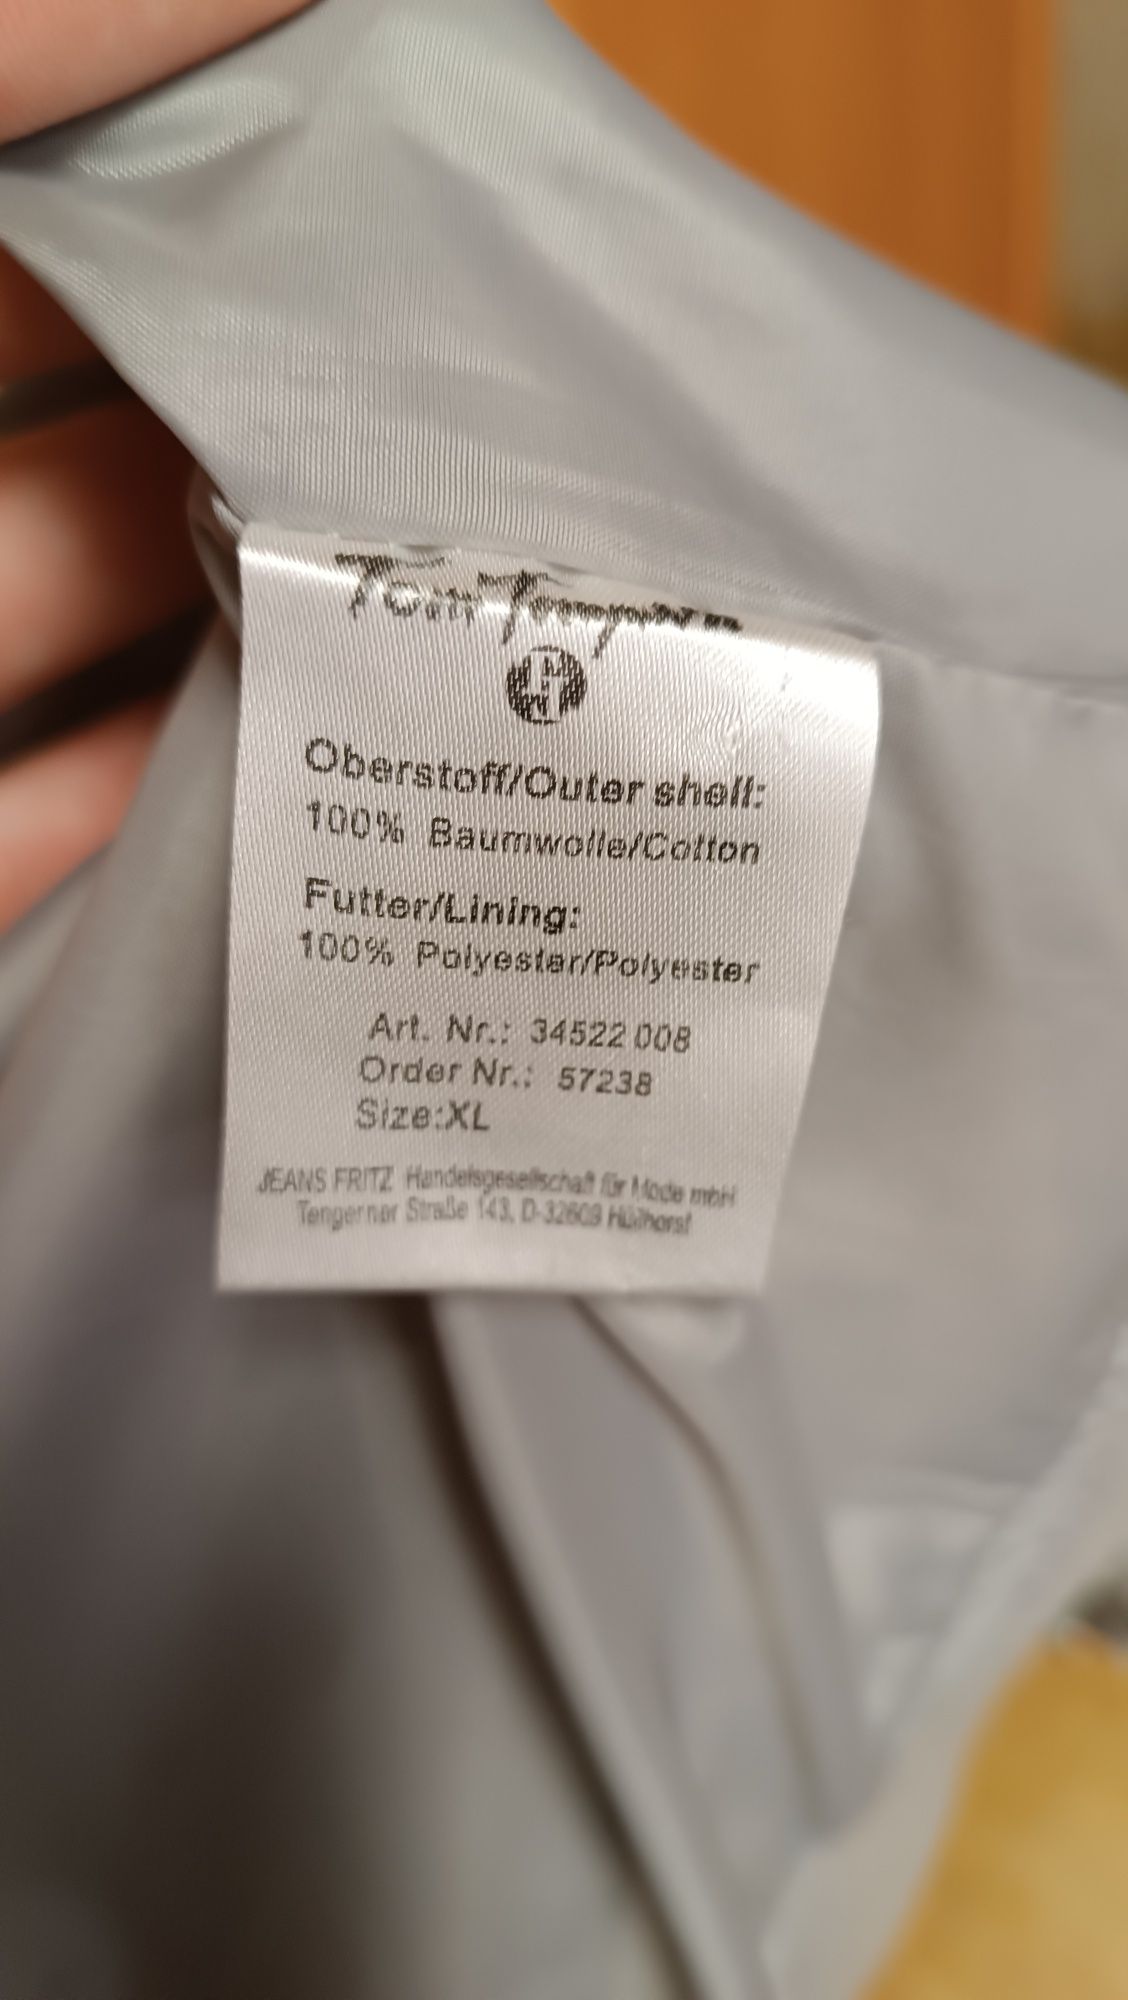 Tom
Oberstoff/Outer shell:
100% Baumwolle/Cotton
Futter/Lining:
100% Polyester/Polyester
Art. Nr.: 34522 008
Order Nr.: 57238
Size:XL
JEANS FRITZ Handelsgesellschaft für Mode mbH
Tengerner Straße 143, D-32609 Hüllhorst